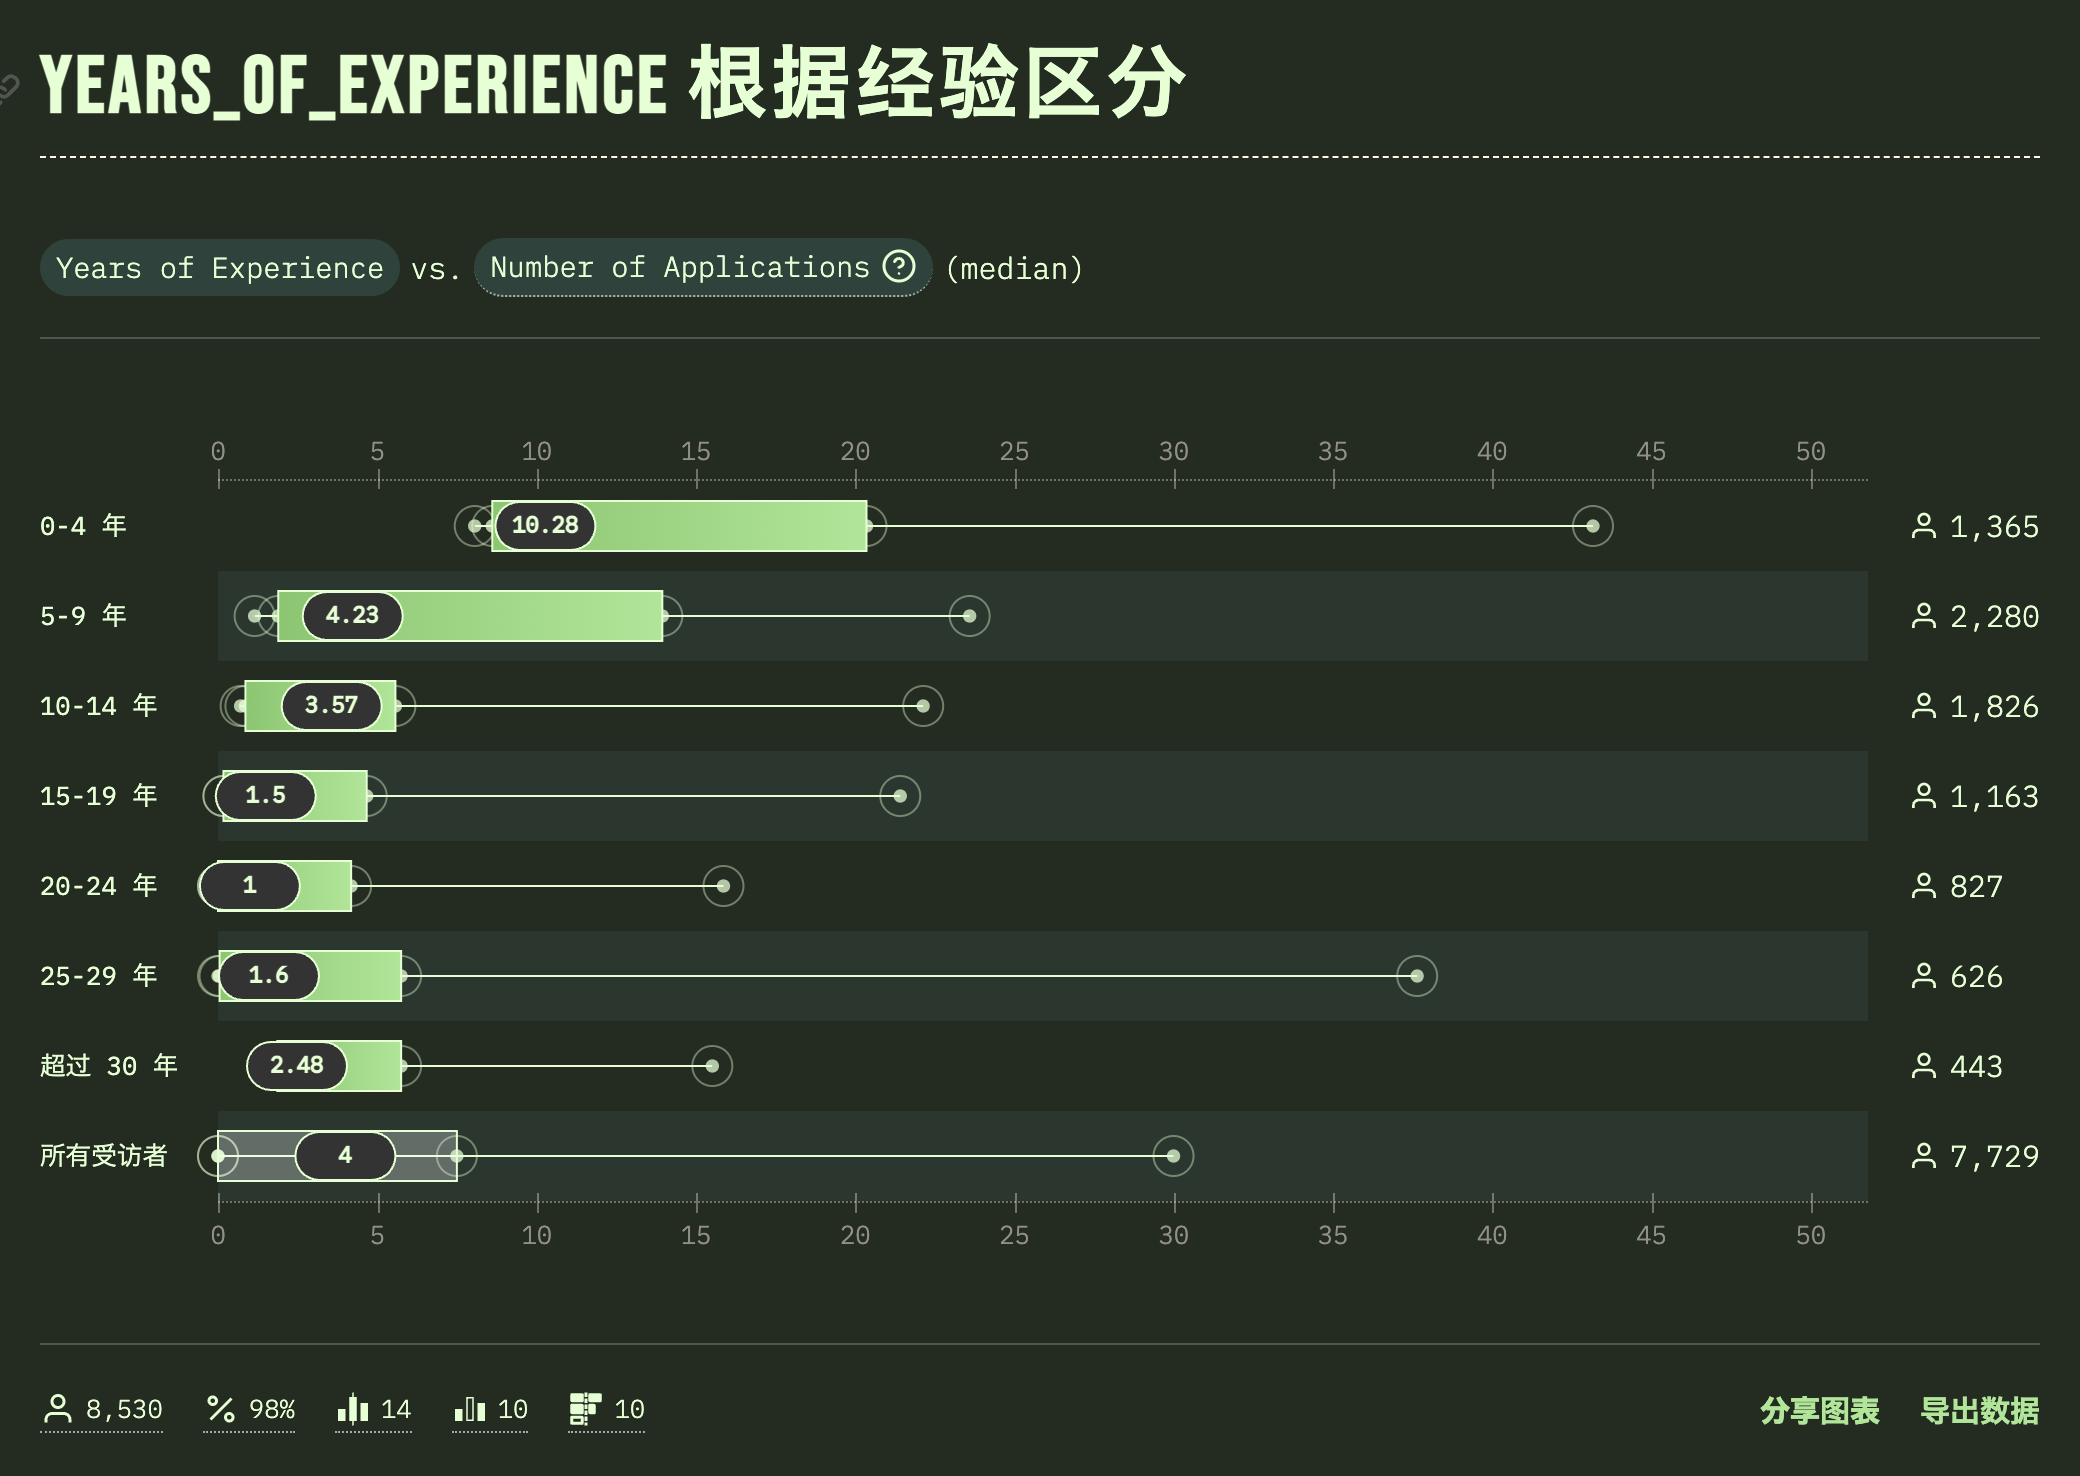 YEARS_OF_EXPERIENCE 根据经验区分
Years of Experience vs. Number of Applications ? (median)
0 5 10 15 20 25 30 35 40 45 50
0-4 年 10.28 1,365
5-9 年 4.23 2,280
10-14 年 3.57 1,826
15-19 年 1.5 1,163
20-24 年 1 827
25-29 年 1.6 626
超过 30 年 2.48 443
所有受访者 4 7,729
0 5 10 15 20 25 30 35 40 45 50
8,530 98% 14 10 10 分享图表 导出数据